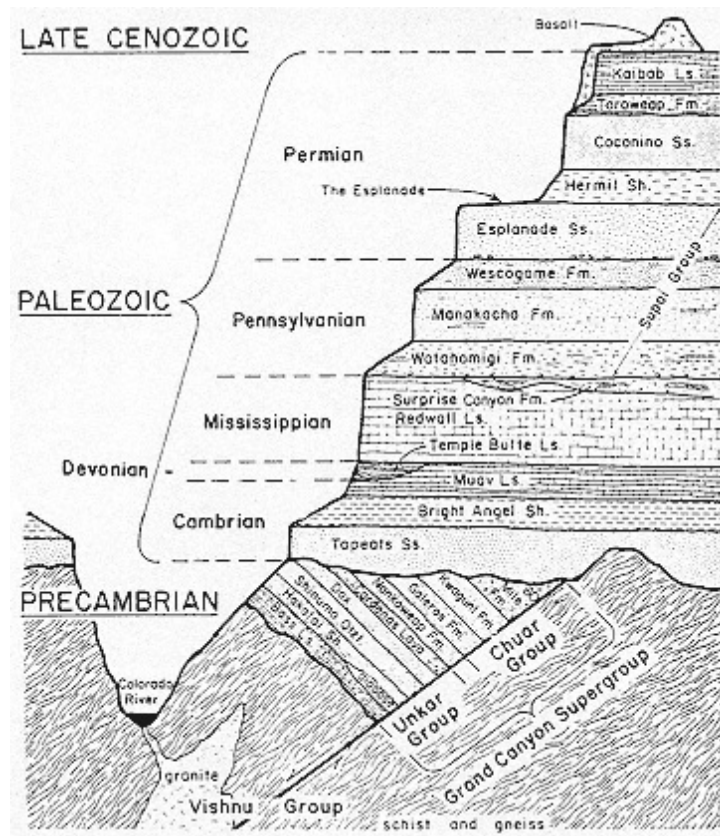 LATE CENOZOIC
Basalt
Kaibab Ls.
Toroweap Fm.
Coconino Ss.
Permian
The Esplanade
Hermit Sh.
Esplanade Ss.
Wescogame Fm.
Supai Group
PALEOZOIC
Pennsylvanian
Manakacha Fm.
Watahomigi Fm.
Surprise Canyon Fm.
Redwall Ls.
Mississippian
Temple Butte Ls.
Devonian
Muav Ls.
Cambrian
Bright Angel Sh.
Tapeats Ss.
PRECAMBRIAN
Bass Ls.
Hakatai Sh.
Shinumo Qtzt.
Dox
Cardenas Lava
Nankoweap Fm.
Galeros Fm.
Kwagunt Fm.
Colorado
River
Unkar
Group
Chuar
Group
Grand Canyon Supergroup
granite
Vishnu Group
schist and gneiss